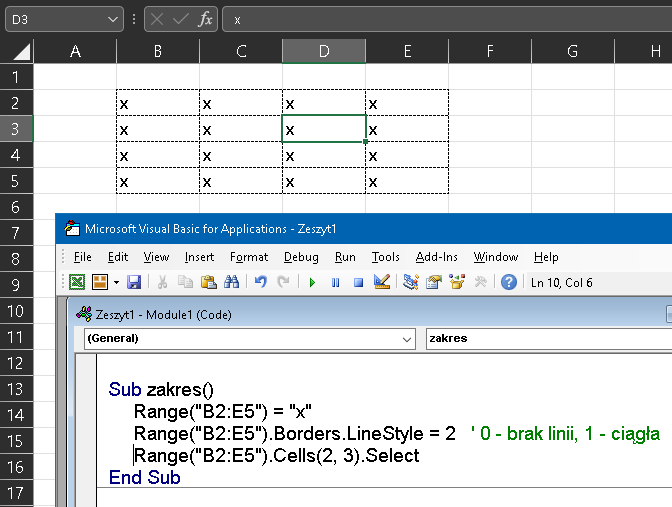 D3 fx x
A B C D E F G H
1
2 x x x x
3 x x x x
4 x x x x
5 x x x x
6
7
8
9
10
11
12
13
14
15
16
17
Microsoft Visual Basic for Applications - Zeszyt1
File Edit View Insert Format Debug Run Tools Add-Ins Window Help
Ln 10, Col 6
Zeszyt1 - Module1 (Code)
(General) zakres
Sub zakres()
Range("B2:E5") = "x"
Range("B2:E5").Borders.LineStyle = 2 ' 0 - brak linii, 1 - ciągła
Range("B2:E5").Cells(2, 3).Select
End Sub